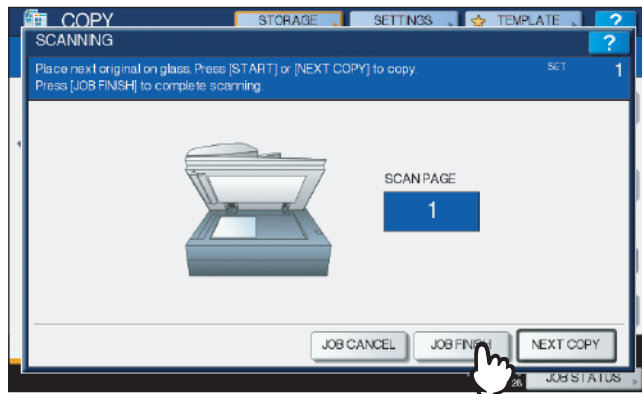 COPY STORAGE SETTINGS TEMPLATE ?
SCANNING ?
Place next original on glass. Press [START] or [NEXT COPY] to copy.
Press [JOB FINISH] to complete scanning.
SET 1
SCAN PAGE
1
JOB CANCEL JOB FINISH NEXT COPY
28 JOB STATUS